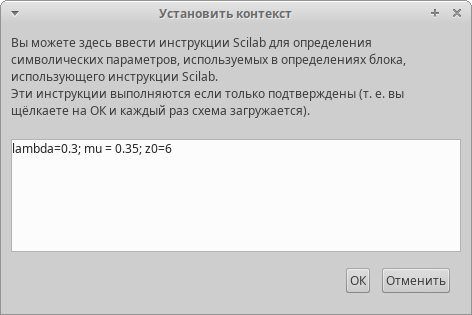 Установить контекст
Вы можете здесь ввести инструкции Scilab для определения
символических параметров, используемых в определениях блока,
использующего инструкции Scilab.
Эти инструкции выполняются если только подтверждены (т. е. вы
щёлкаете на ОК и каждый раз схема загружается).
lambda=0.3; mu = 0.35; z0=6
ОК Отменить